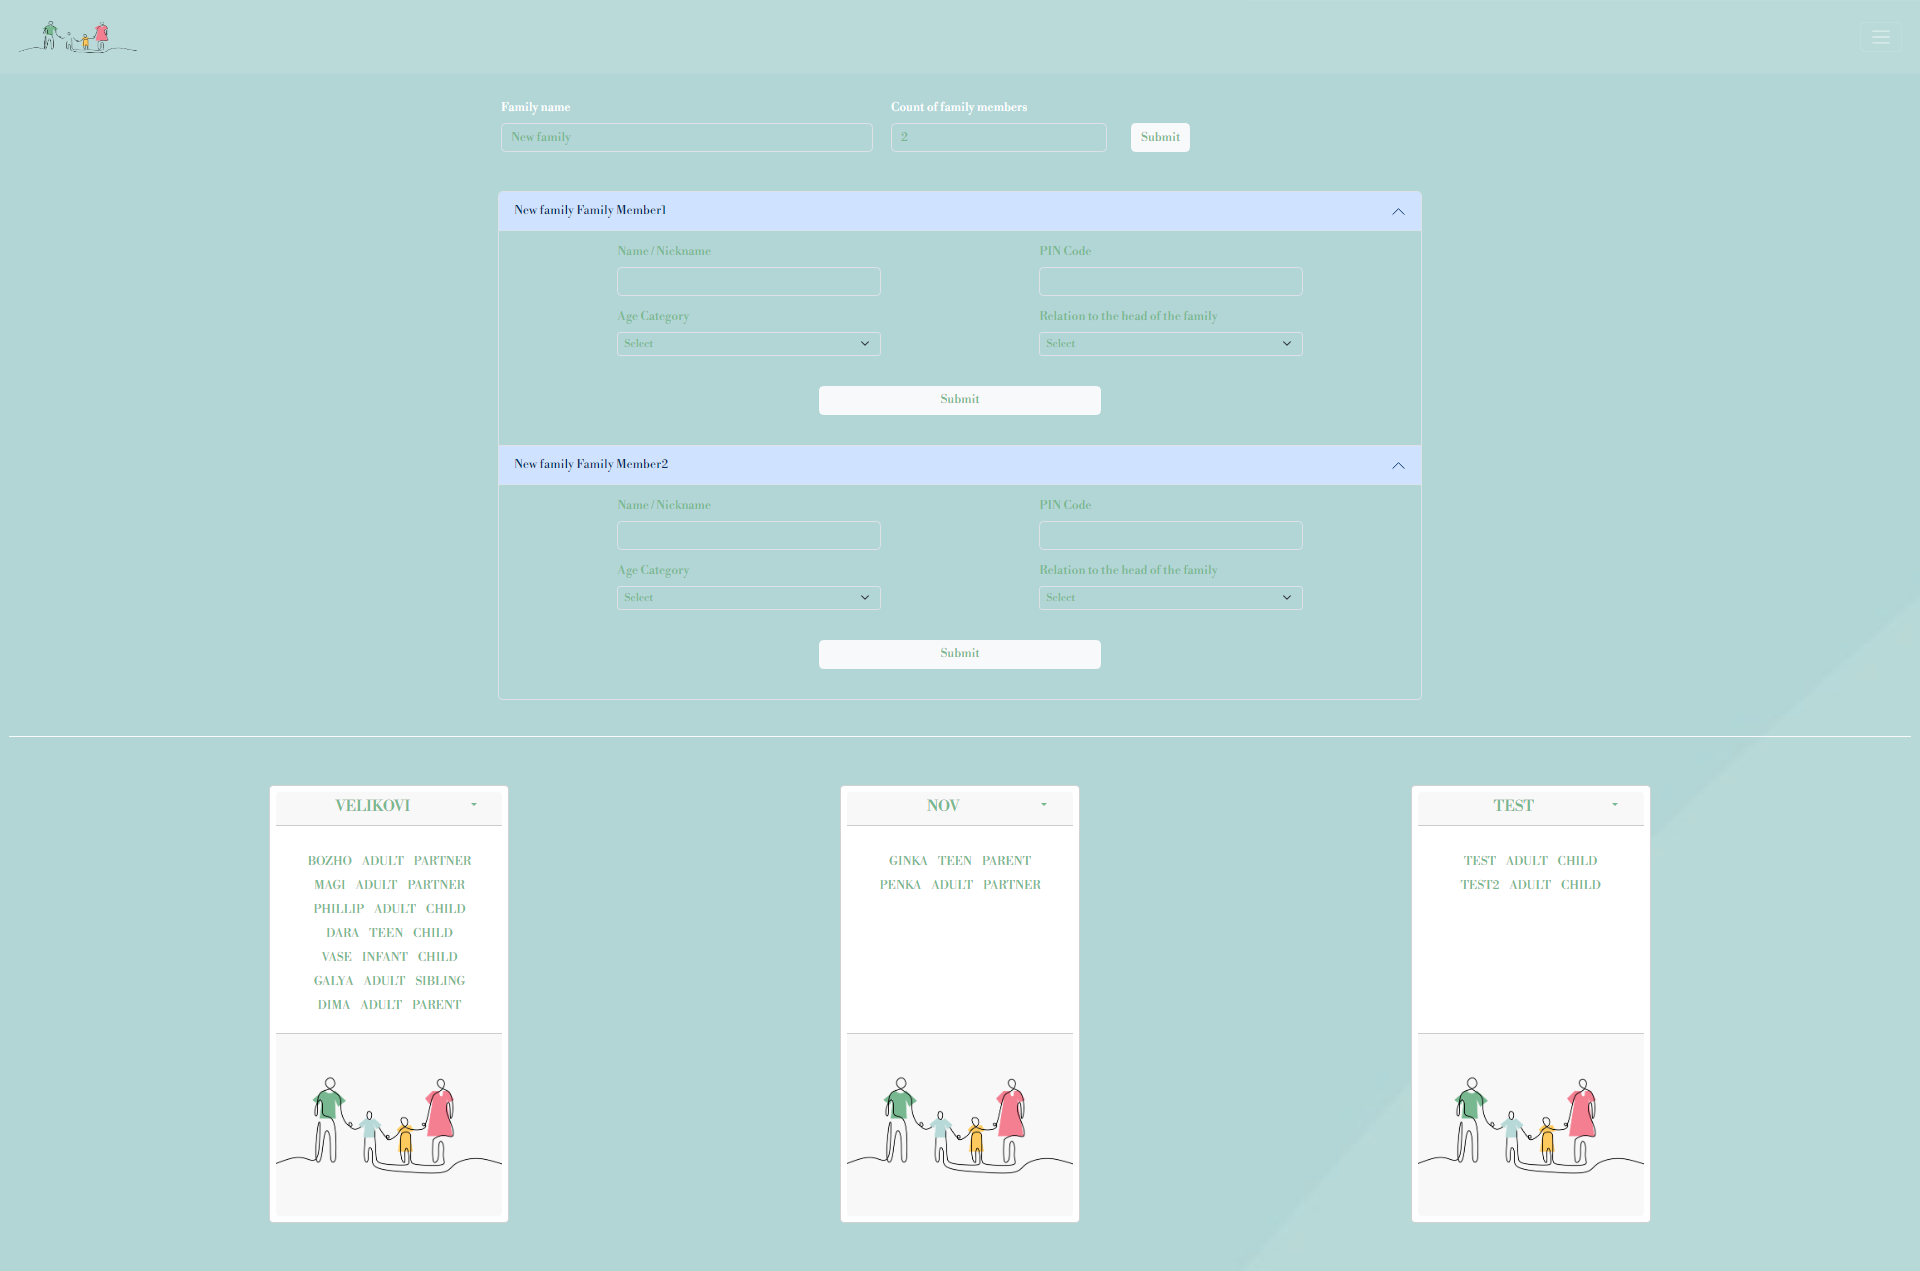 Family name
Count of family members
New family
2
Submit
New family Family Member1
Name / Nickname
PIN Code
Age Category
Relation to the head of the family
Select
Select
Submit
New family Family Member2
Name / Nickname
PIN Code
Age Category
Relation to the head of the family
Select
Select
Submit
VELIKOVI
BOZHO ADULT PARTNER
MAGI ADULT PARTNER
PHILLIP ADULT CHILD
DARA TEEN CHILD
VASE INFANT CHILD
GALYA ADULT SIBLING
DIMA ADULT PARENT
NOV
GINKA TEEN PARENT
PENKA ADULT PARTNER
TEST
TEST ADULT CHILD
TEST2 ADULT CHILD